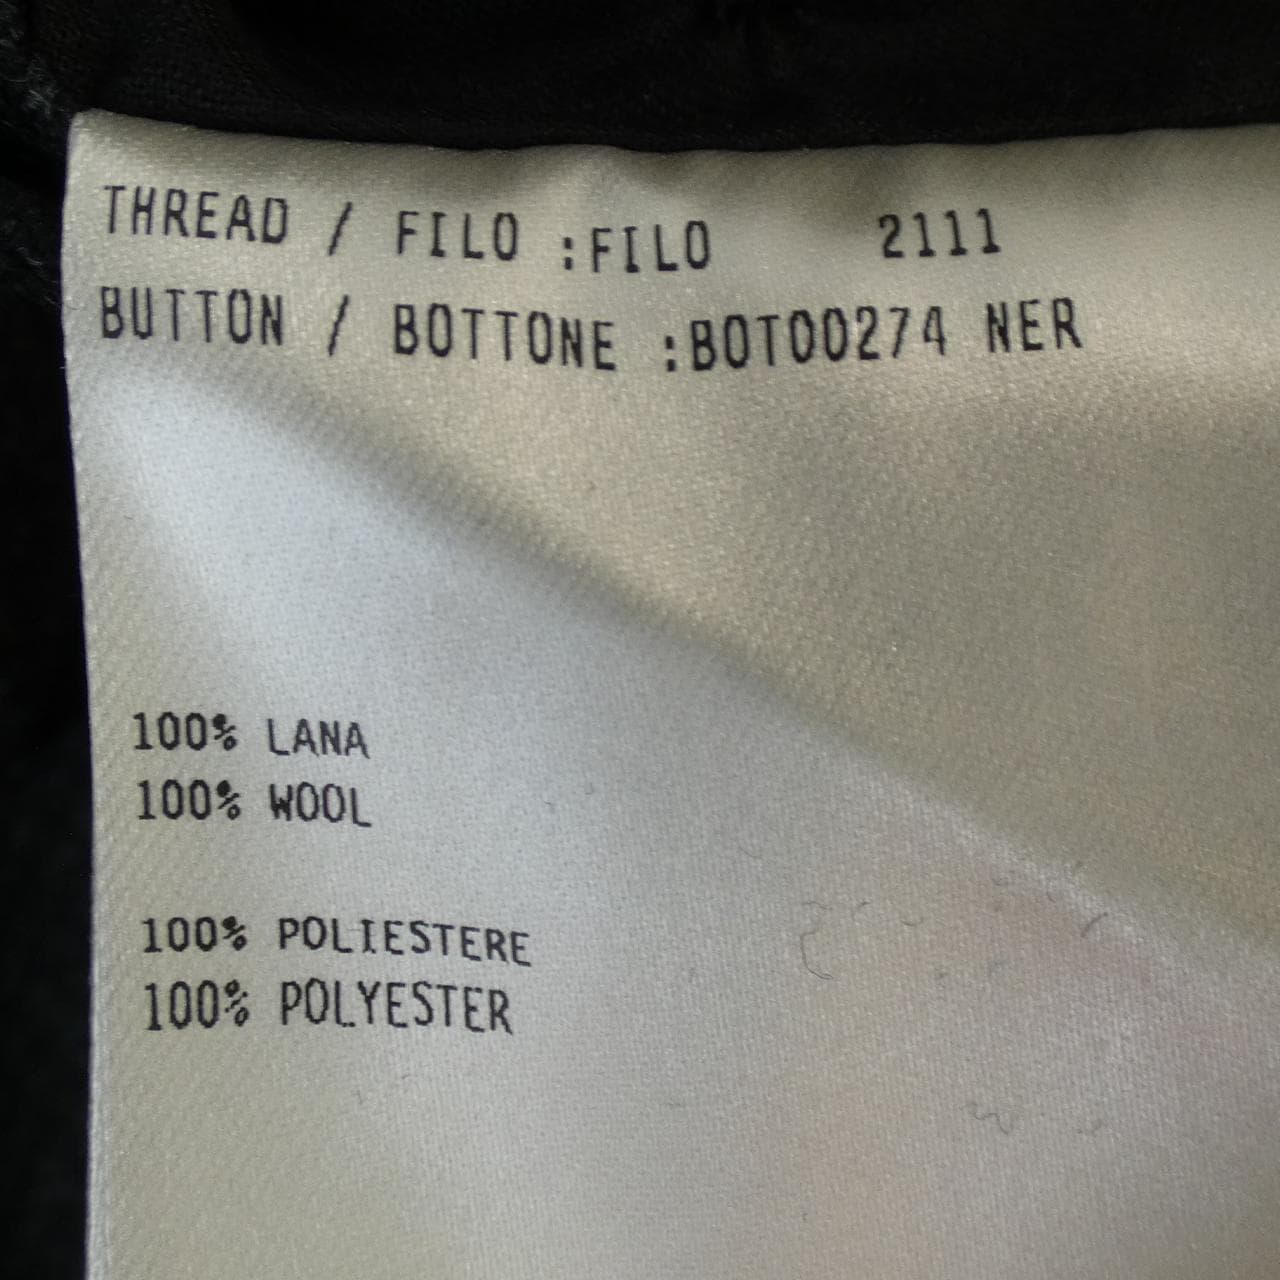 THREAD / FILO :FILO 2111
BUTTON / BOTTONE :BOT00274 NER
100% LANA
100% WOOL
100% POLIESTERE
100% POLYESTER